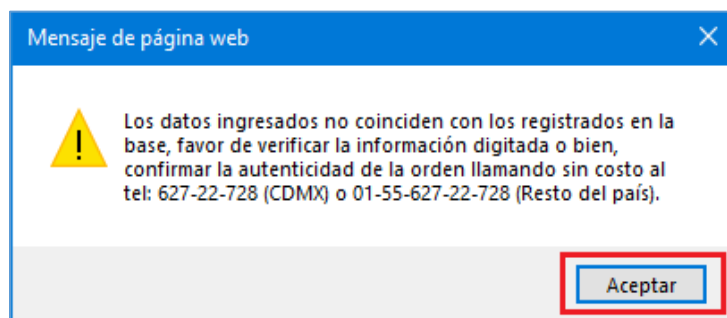 Mensaje de página web
Los datos ingresados no coinciden con los registrados en la
base, favor de verificar la información digitada o bien,
confirmar la autenticidad de la orden llamando sin costo al
tel: 627-22-728 (CDMX) o 01-55-627-22-728 (Resto del país).
Aceptar